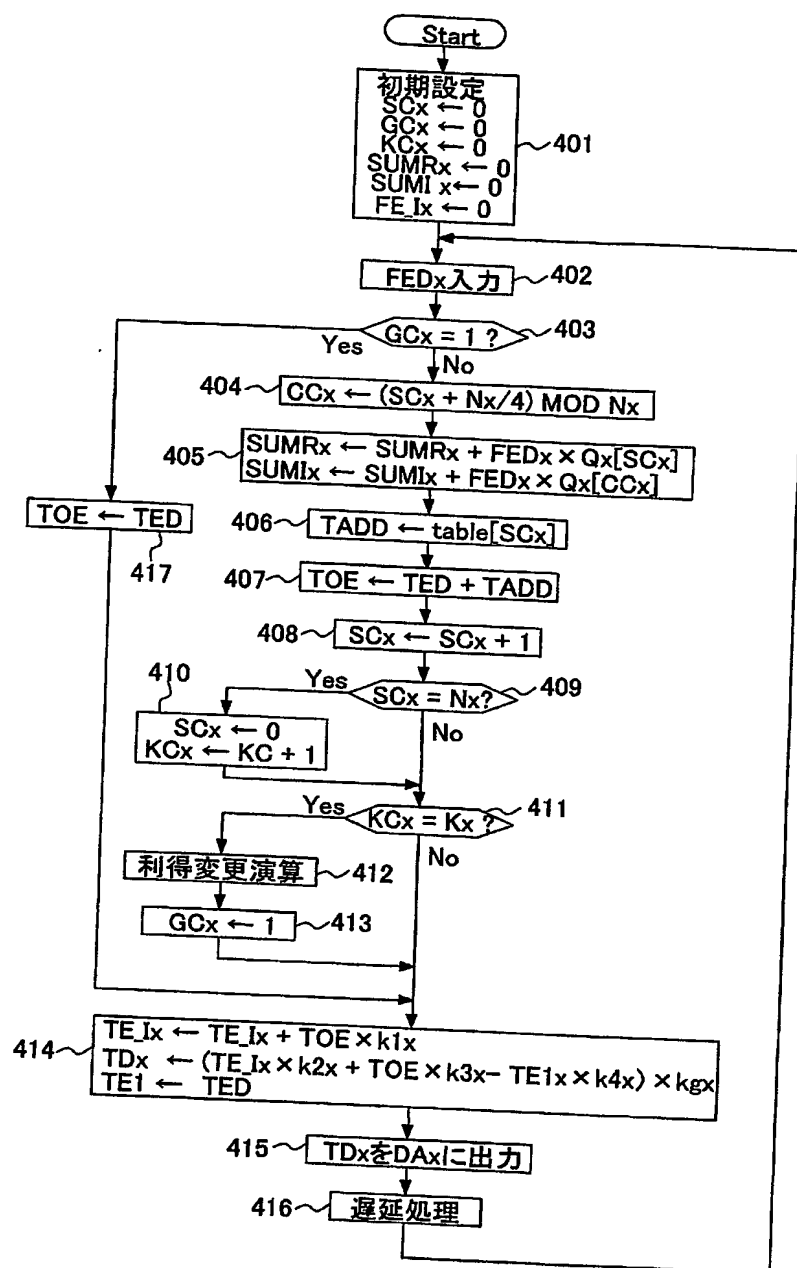 Start
初期設定
SCx ← 0
GCx ← 0
KCx ← 0
SUMRx ← 0
SUMI x← 0
FE_Ix ← 0
401
FEDx入力
402
GCx = 1 ?
403
Yes
No
404
CCx ← (SCx + Nx/4) MOD Nx
405
SUMRx ← SUMRx + FEDx × Qx[SCx]
SUMIx ← SUMIx + FEDx × Qx[CCx]
TOE ← TED
417
406
TADD ← table[SCx]
407
TOE ← TED + TADD
408
SCx ← SCx + 1
410
Yes
SCx = Nx?
409
SCx ← 0
KCx ← KC + 1
No
Yes
KCx = Kx ?
411
No
利得変更演算
412
GCx ← 1
413
414
TE_Ix ← TE_Ix + TOE × k1x
TDx ← (TE_Ix × k2x + TOE × k3x− TE1x × k4x) × kgx
TE1 ← TED
415
TDxをDAxに出力
416
遅延処理